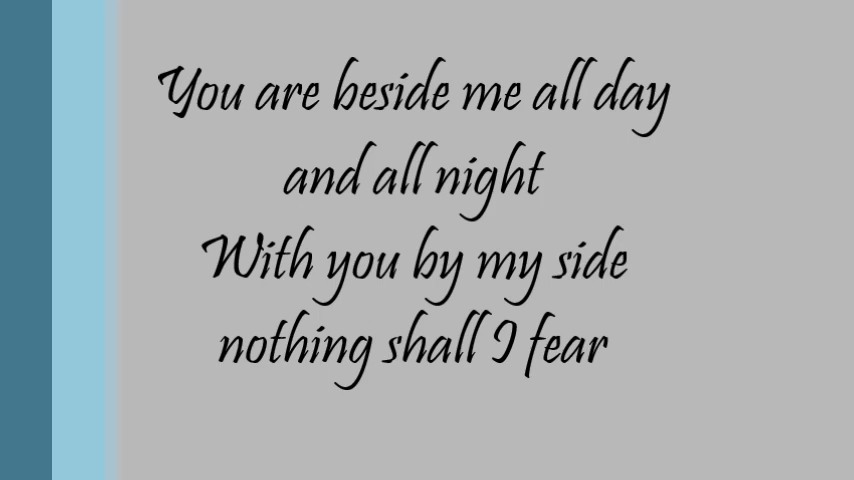 You are beside me all day
and all night
With you by my side
nothing shall I fear